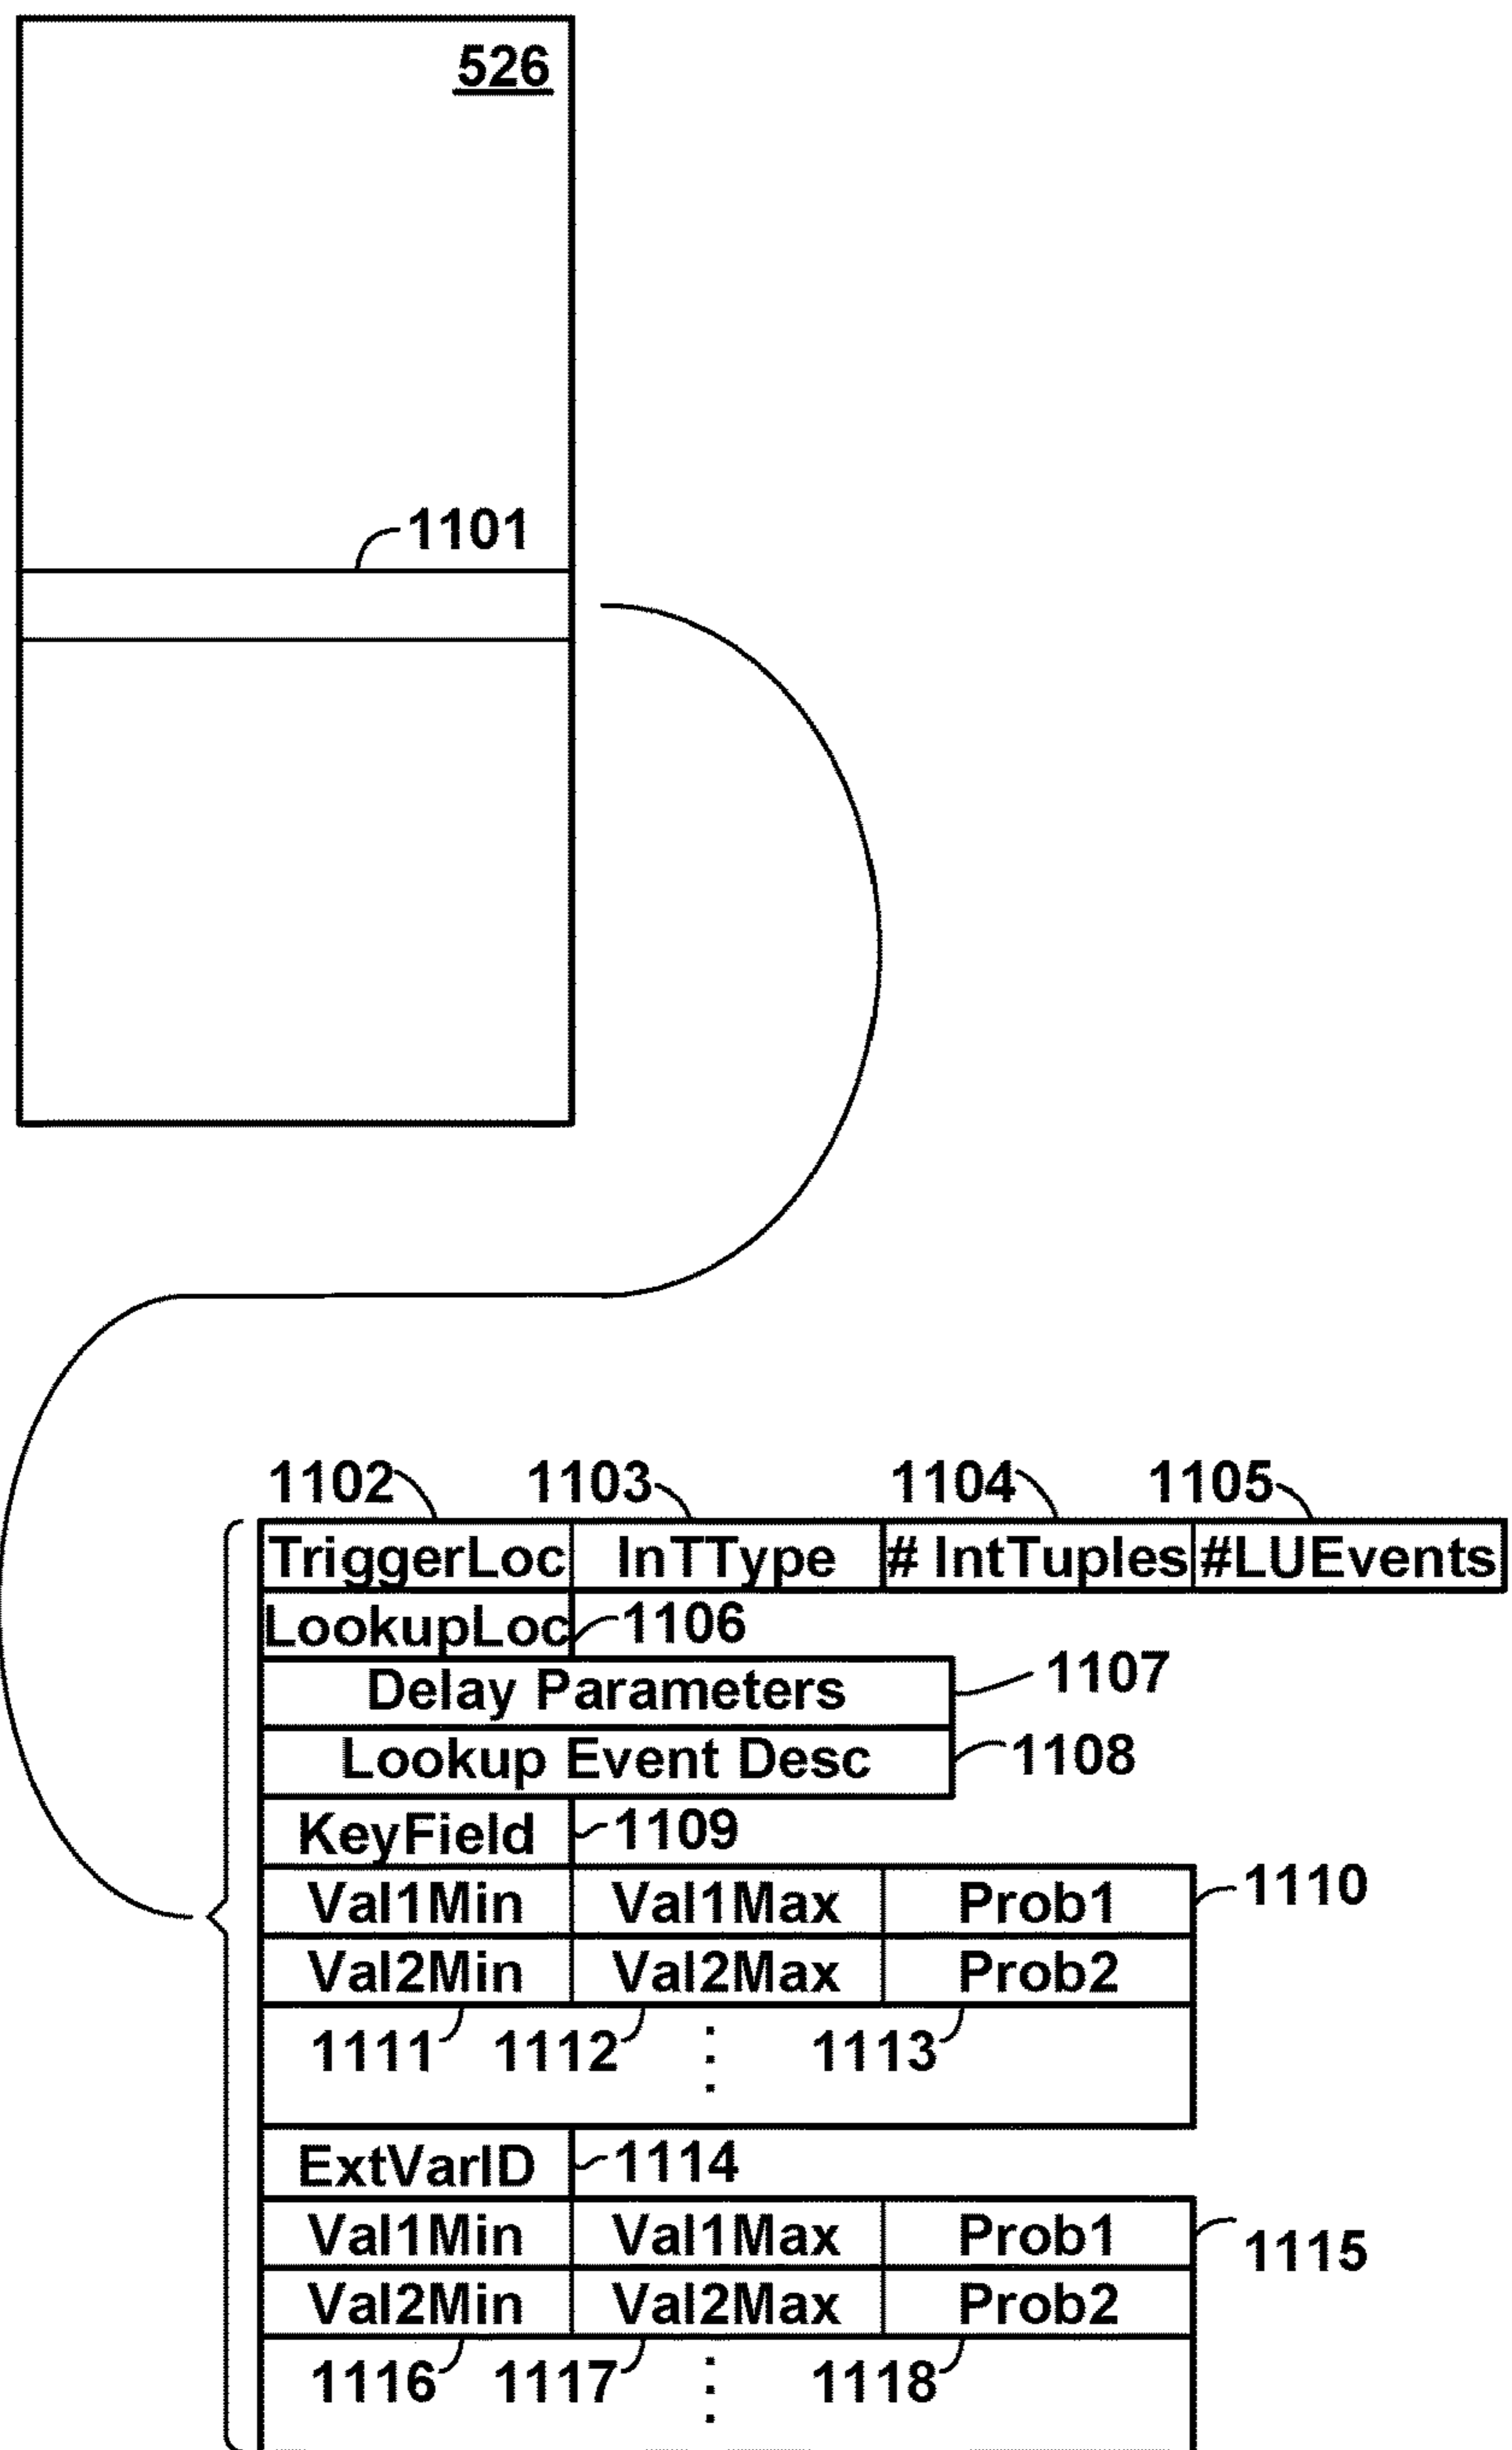 526
1101
1102 1103 1104 1105
TriggerLoc InTType # IntTuples #LUEvents
LookupLoc 1106
Delay Parameters 1107
Lookup Event Desc 1108
KeyField 1109
Val1Min Val1Max Prob1 1110
Val2Min Val2Max Prob2
1111 1112 1113
ExtVarID 1114
Val1Min Val1Max Prob1 1115
Val2Min Val2Max Prob2
1116 1117 1118